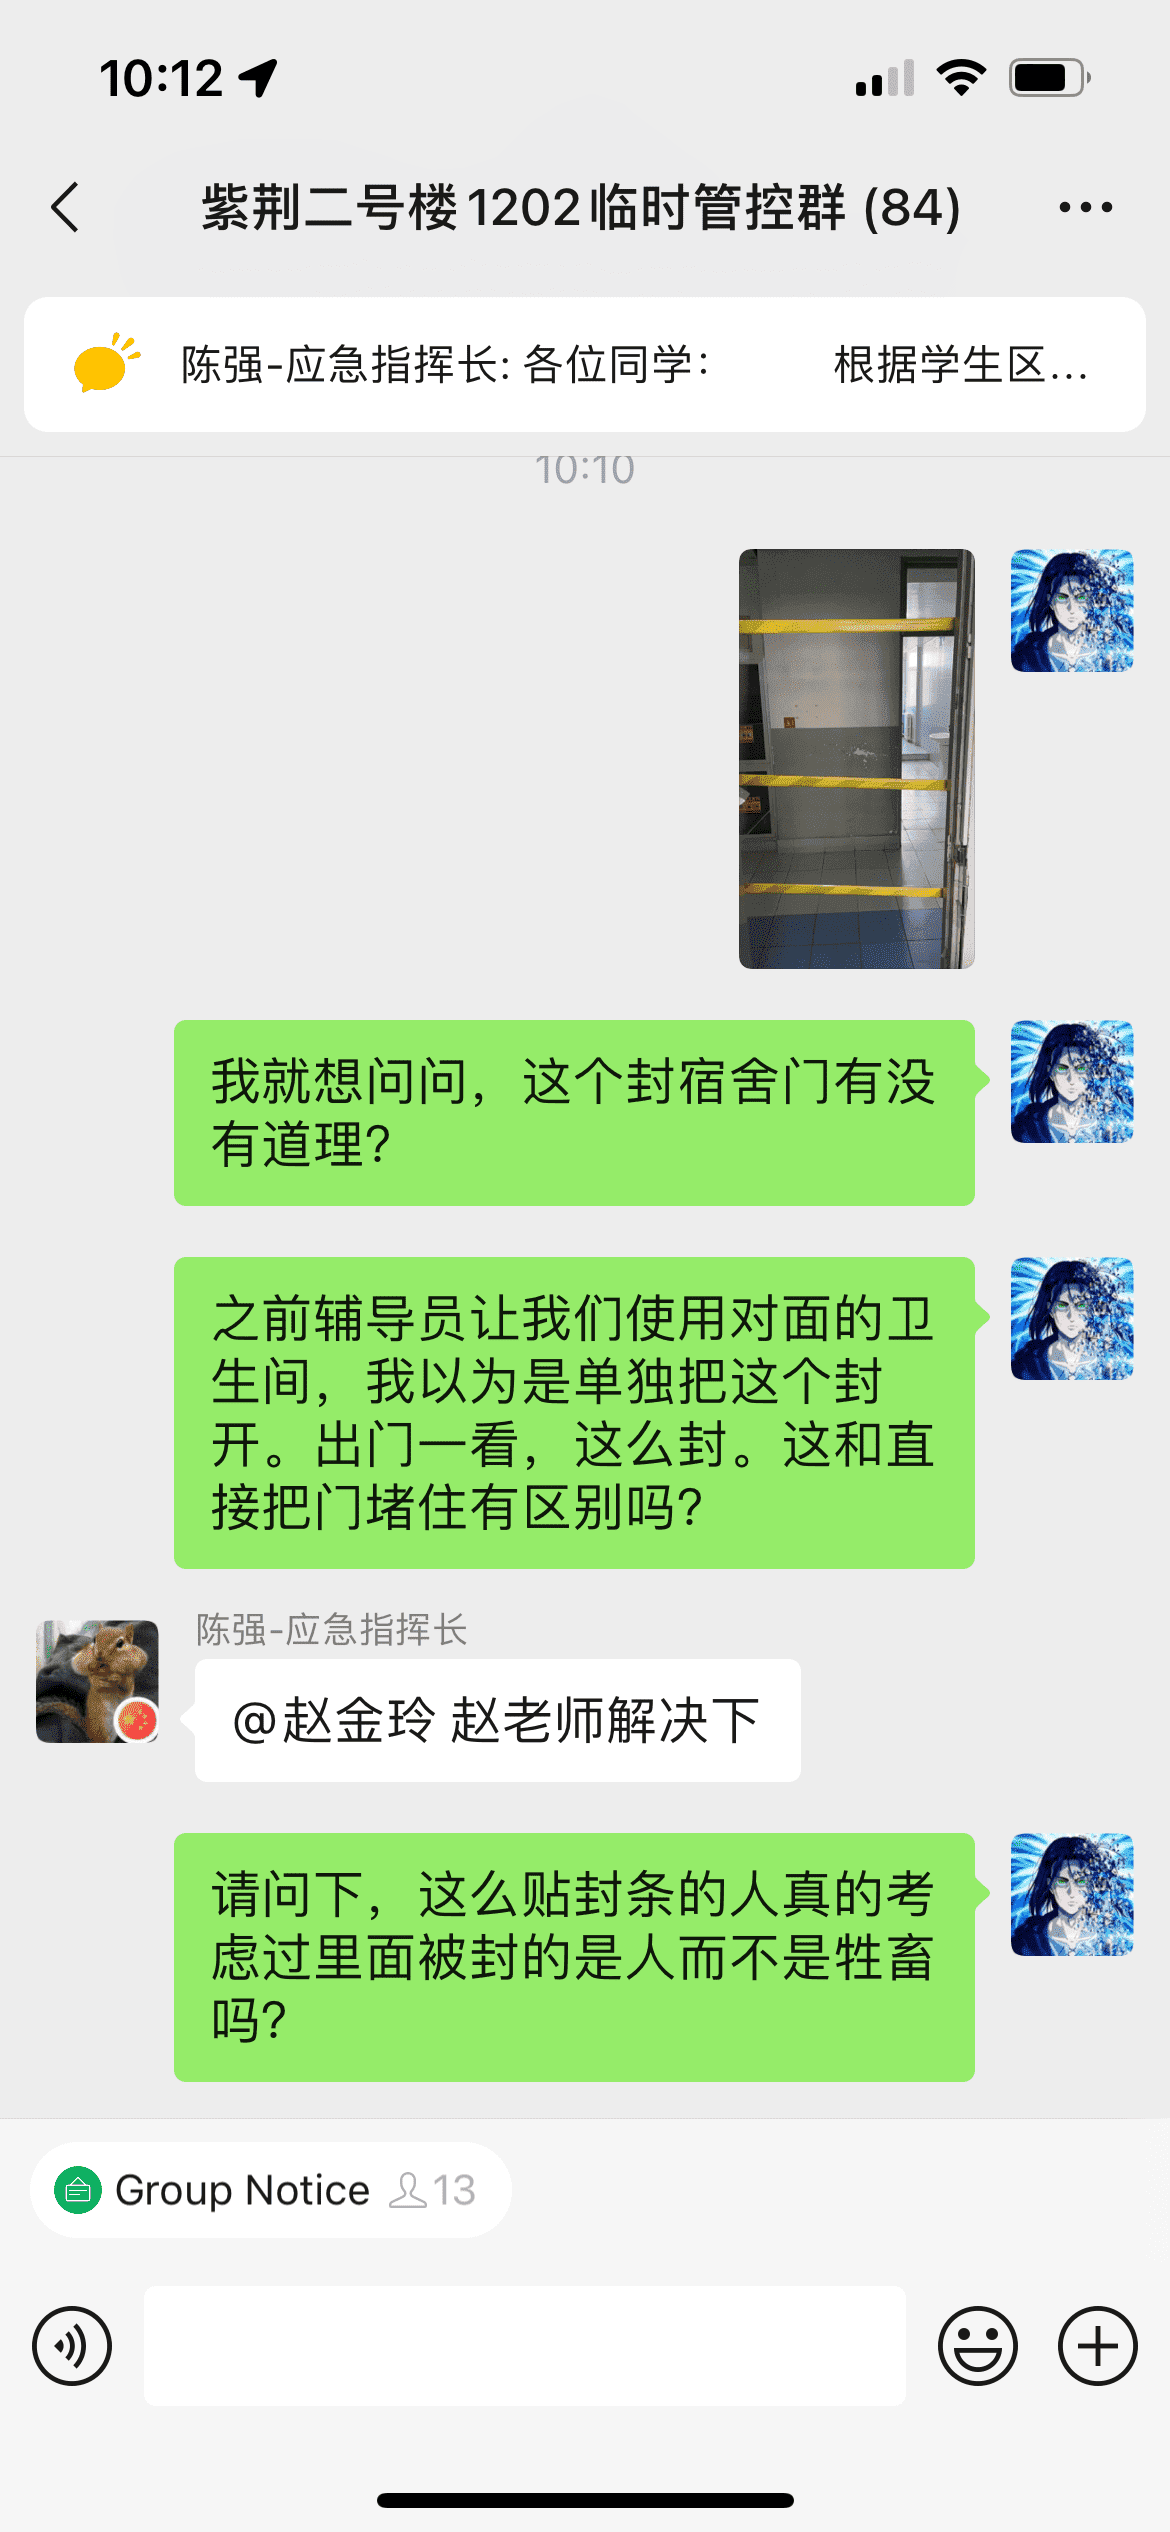 10:12
紫荆二号楼1202临时管控群 (84)
陈强-应急指挥长: 各位同学： 根据学生区...
10:10
我就想问问，这个封宿舍门有没
有道理？
之前辅导员让我们使用对面的卫
生间，我以为是单独把这个封
开。出门一看，这么封。这和直
接把门堵住有区别吗？
陈强-应急指挥长
@赵金玲 赵老师解决下
请问下，这么贴封条的人真的考
虑过里面被封的是人而不是牲畜
吗？
Group Notice 13